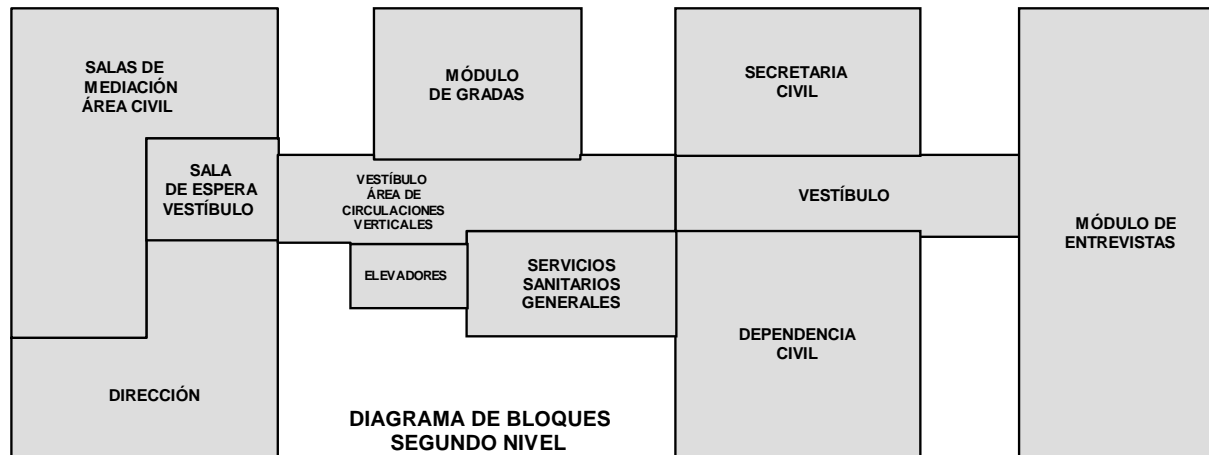 SALAS DE
MEDIACIÓN
ÁREA CIVIL
SALA
DE ESPERA
VESTÍBULO
DIRECCIÓN
MÓDULO
DE GRADAS
VESTÍBULO
ÁREA DE
CIRCULACIONES
VERTICALES
ELEVADORES
SERVICIOS
SANITARIOS
GENERALES
SECRETARIA
CIVIL
VESTÍBULO
DEPENDENCIA
CIVIL
MÓDULO DE
ENTREVISTAS
DIAGRAMA DE BLOQUES
SEGUNDO NIVEL